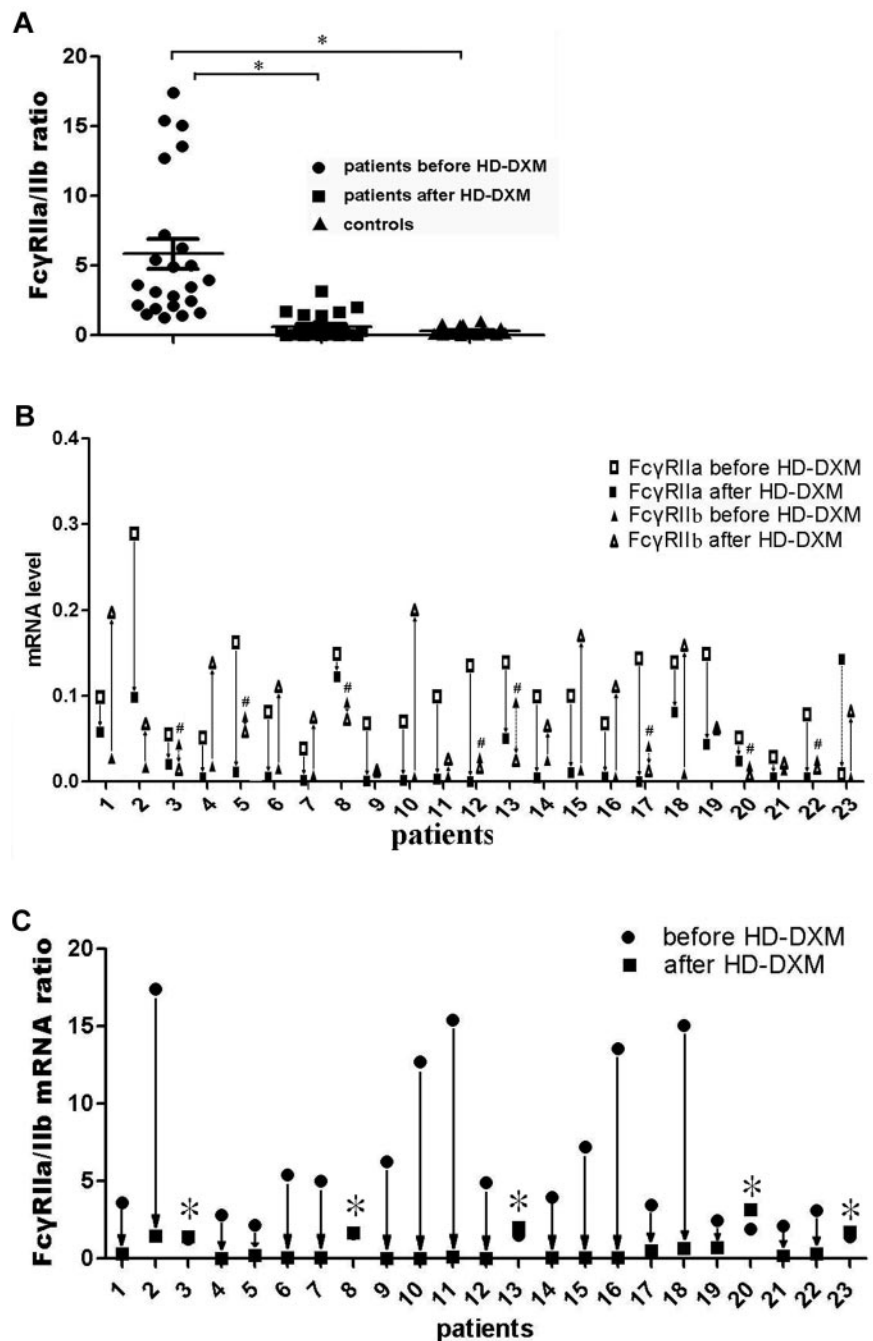 A
FcγRIIa/IIb ratio
20
15
10
5
0
*
*
patients before HD-DXM
patients after HD-DXM
controls
B
mRNA level
0.4
0.3
0.2
0.1
0.0
FcγRIIa before HD-DXM
FcγRIIa after HD-DXM
FcγRIIb before HD-DXM
FcγRIIb after HD-DXM
# # # # # # # #
1 2 3 4 5 6 7 8 9 10 11 12 13 14 15 16 17 18 19 20 21 22 23
patients
C
FcγRIIa/IIb mRNA ratio
20
15
10
5
0
before HD-DXM
after HD-DXM
* * * * *
1 2 3 4 5 6 7 8 9 10 11 12 13 14 15 16 17 18 19 20 21 22 23
patients